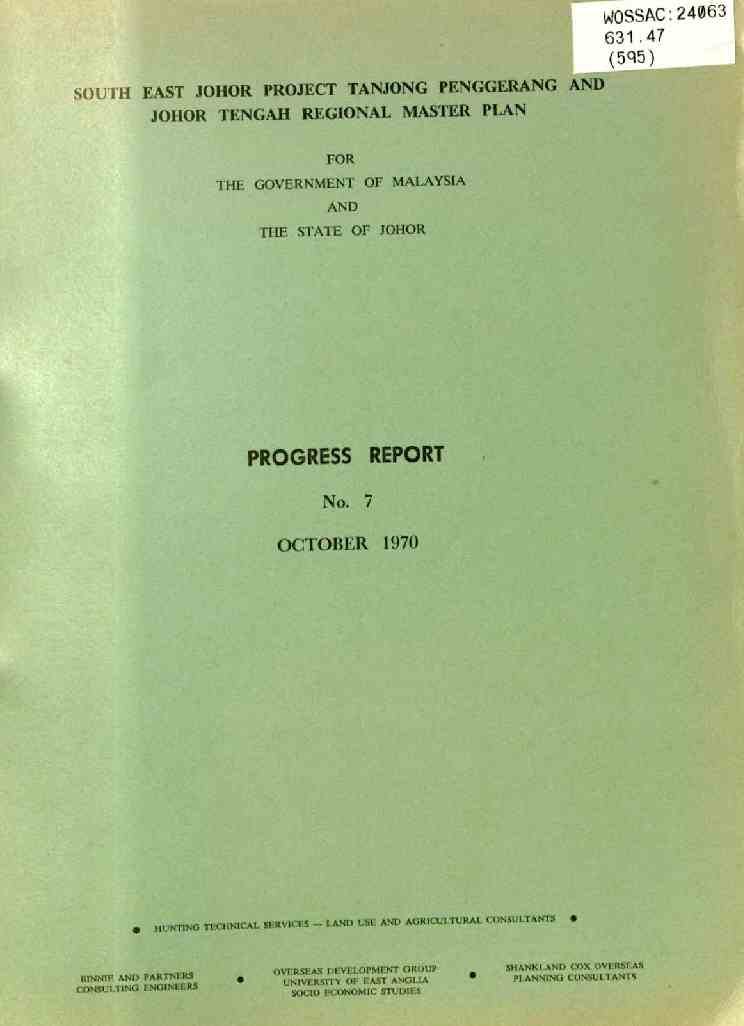 WOSSAC: 24063
631.47
(595)
SOUTH EAST JOHOR PROJECT TANJONG PENGGERANG AND
JOHOR TENGAH REGIONAL MASTER PLAN
FOR
THE GOVERNMENT OF MALAYSIA
AND
THE STATE OF JOHOR
PROGRESS REPORT
No. 7
OCTOBER 1970
• HUNTING TECHNICAL SERVICES — LAND USE AND AGRICULTURAL CONSULTANTS •
BINNIE AND PARTNERS
CONSULTING ENGINEERS
•
OVERSEAS DEVELOPMENT GROUP
UNIVERSITY OF EAST ANGLIA
SOCIO ECONOMIC STUDIES
•
SHANKLAND COX OVERSEAS
PLANNING CONSULTANTS